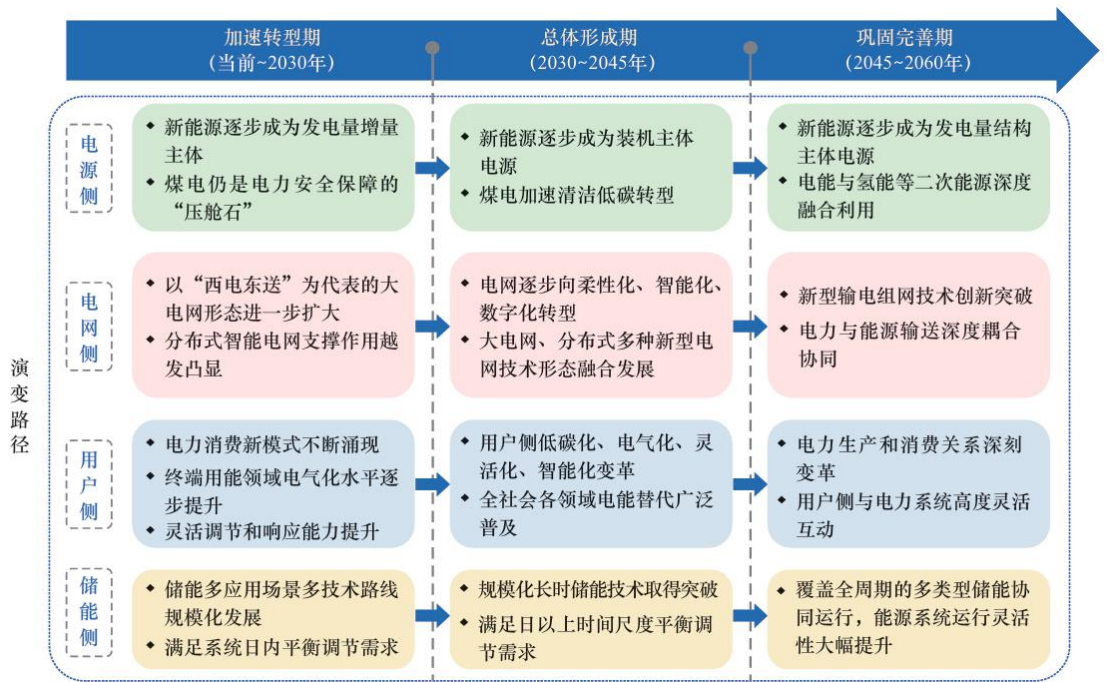 加速转型期
(当前~2030年)
总体形成期
(2030~2045年)
巩固完善期
(2045~2060年)
演变路径
电源侧
◆ 新能源逐步成为发电量增量
主体
◆ 煤电仍是电力安全保障的
“压舱石”
◆ 新能源逐步成为装机主体
电源
◆ 煤电加速清洁低碳转型
◆ 新能源逐步成为发电量结构
主体电源
◆ 电能与氢能等二次能源深度
融合利用
电网侧
◆ 以“西电东送”为代表的大
电网形态进一步扩大
◆ 分布式智能电网支撑作用越
发凸显
◆ 电网逐步向柔性化、智能化、
数字化转型
◆ 大电网、分布式多种新型电
网技术形态融合发展
◆ 新型输电组网技术创新突破
◆ 电力与能源输送深度耦合
协同
用户侧
◆ 电力消费新模式不断涌现
◆ 终端用能领域电气化水平逐
步提升
◆ 灵活调节和响应能力提升
◆ 用户侧低碳化、电气化、灵
活化、智能化变革
◆ 全社会各领域电能替代广泛
普及
◆ 电力生产和消费关系深刻
变革
◆ 用户侧与电力系统高度灵活
互动
储能侧
◆ 储能多应用场景多技术路线
规模化发展
◆ 满足系统日内平衡调节需求
◆ 规模化长时储能技术取得突破
◆ 满足日以上时间尺度平衡调
节需求
◆ 覆盖全周期的多类型储能协
同运行，能源系统运行灵活
性大幅提升